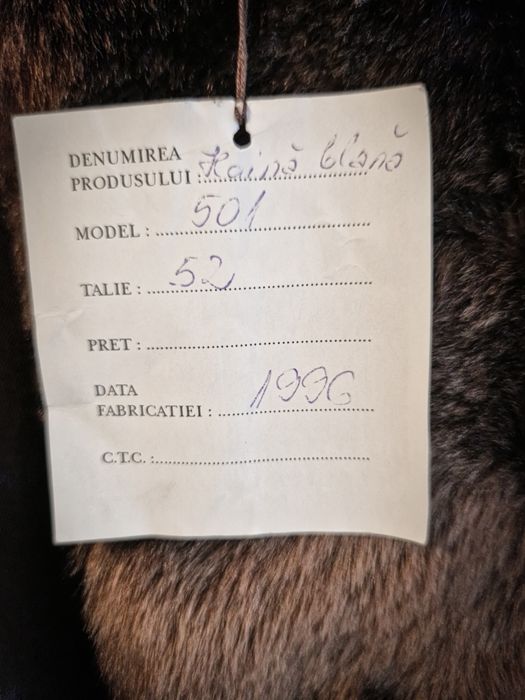 DENUMIREA
PRODUSULUI : Haină blană
MODEL : 501
TALIE : 52
PRET :
DATA
FABRICATIEI : 1996
C.T.C. :